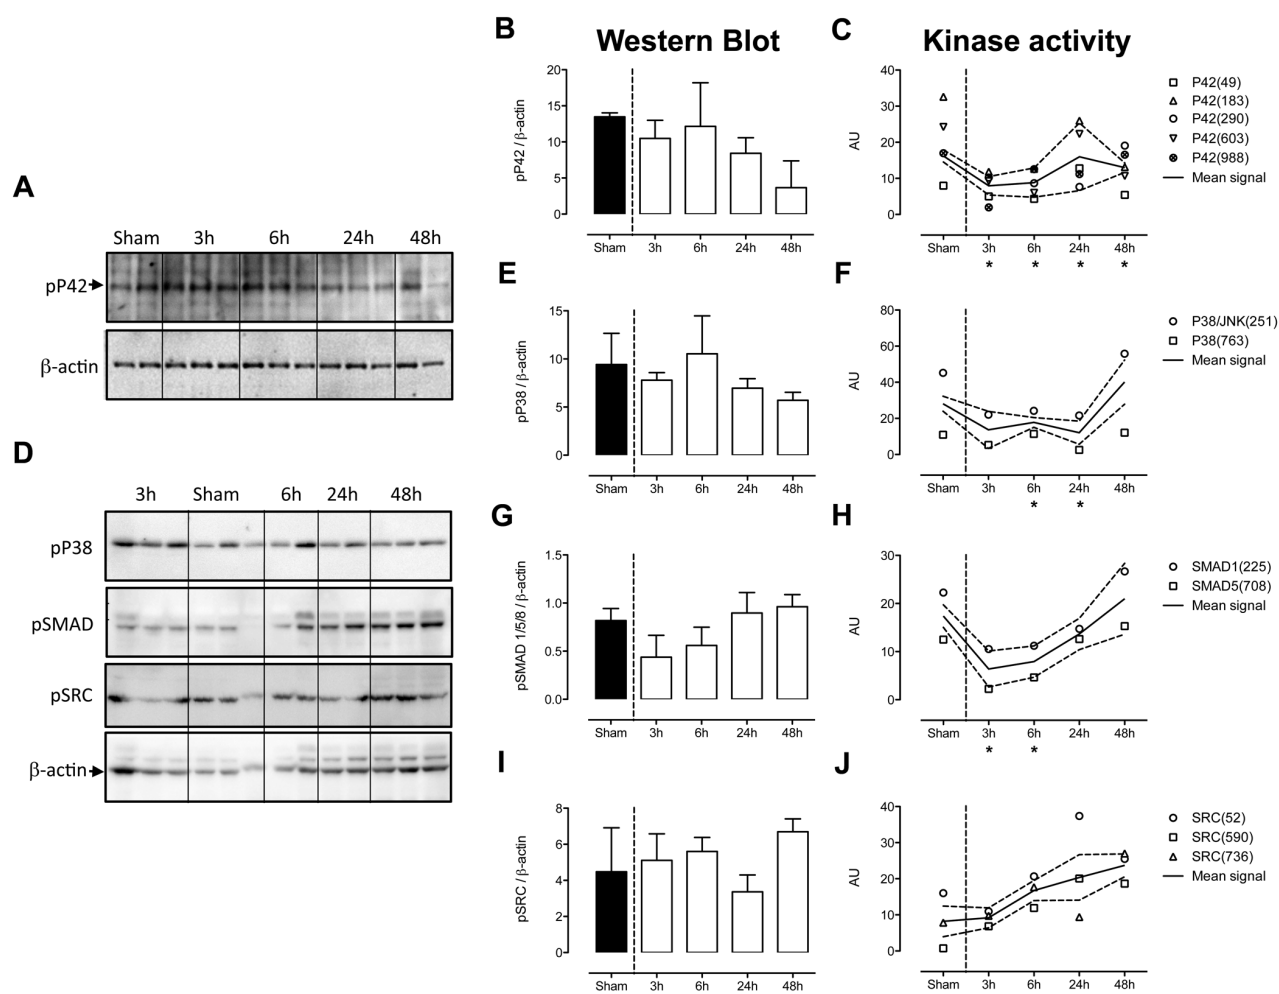 A
Sham 3h 6h 24h 48h
pP42
β-actin
D
3h Sham 6h 24h 48h
pP38
pSMAD
pSRC
β-actin
B
Western Blot
pP42 / β-actin
20
15
10
5
0
Sham 3h 6h 24h 48h
C
Kinase activity
AU
40
30
20
10
0
Sham 3h 6h 24h 48h
* * * *
P42(49)
P42(183)
P42(290)
P42(603)
P42(988)
Mean signal
E
pP38 / β-actin
15
10
5
0
Sham 3h 6h 24h 48h
F
AU
80
60
40
20
0
Sham 3h 6h 24h 48h
* *
P38/JNK(251)
P38(763)
Mean signal
G
pSMAD 1/5/8 / β-actin
1.5
1.0
0.5
0.0
Sham 3h 6h 24h 48h
H
AU
30
20
10
0
Sham 3h 6h 24h 48h
* *
SMAD1(225)
SMAD5(708)
Mean signal
I
pSRC / β-actin
8
6
4
2
0
Sham 3h 6h 24h 48h
J
AU
40
30
20
10
0
Sham 3h 6h 24h 48h
SRC(52)
SRC(590)
SRC(736)
Mean signal